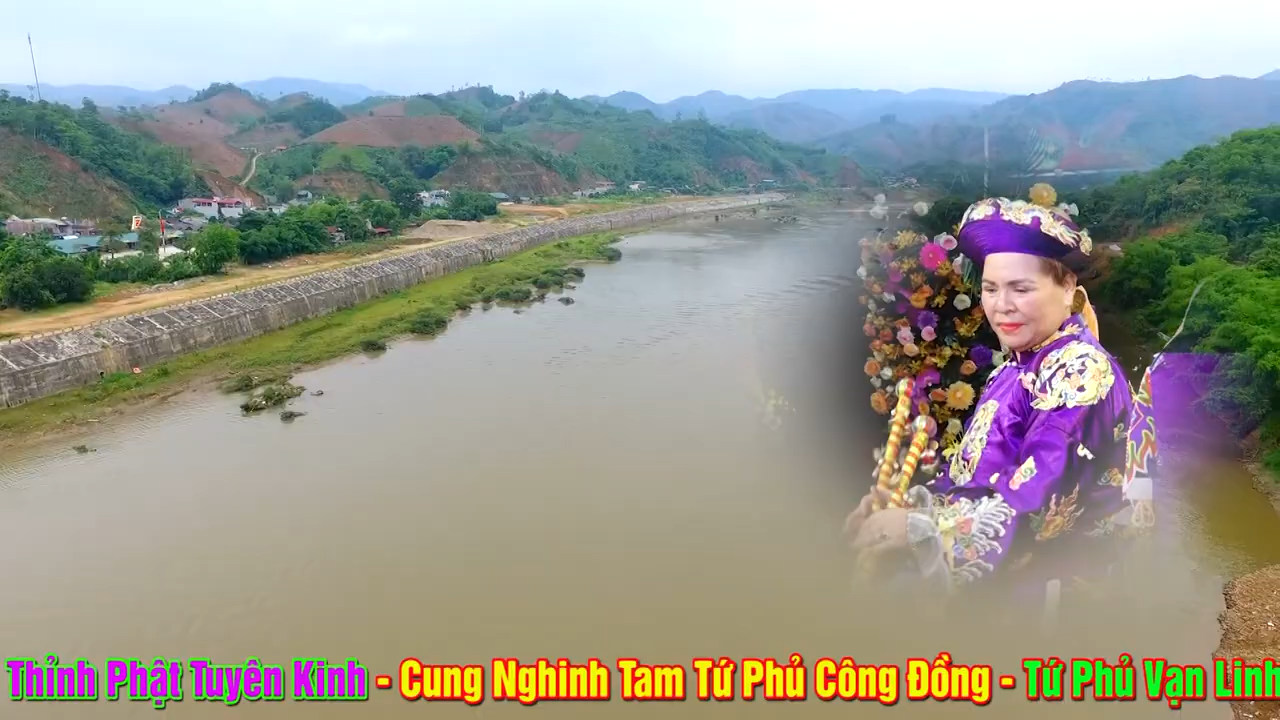 Thỉnh Phật Tuyên Kinh - Cung Nghinh Tam Tứ Phủ Công Đồng - Tứ Phủ Vạn Linh